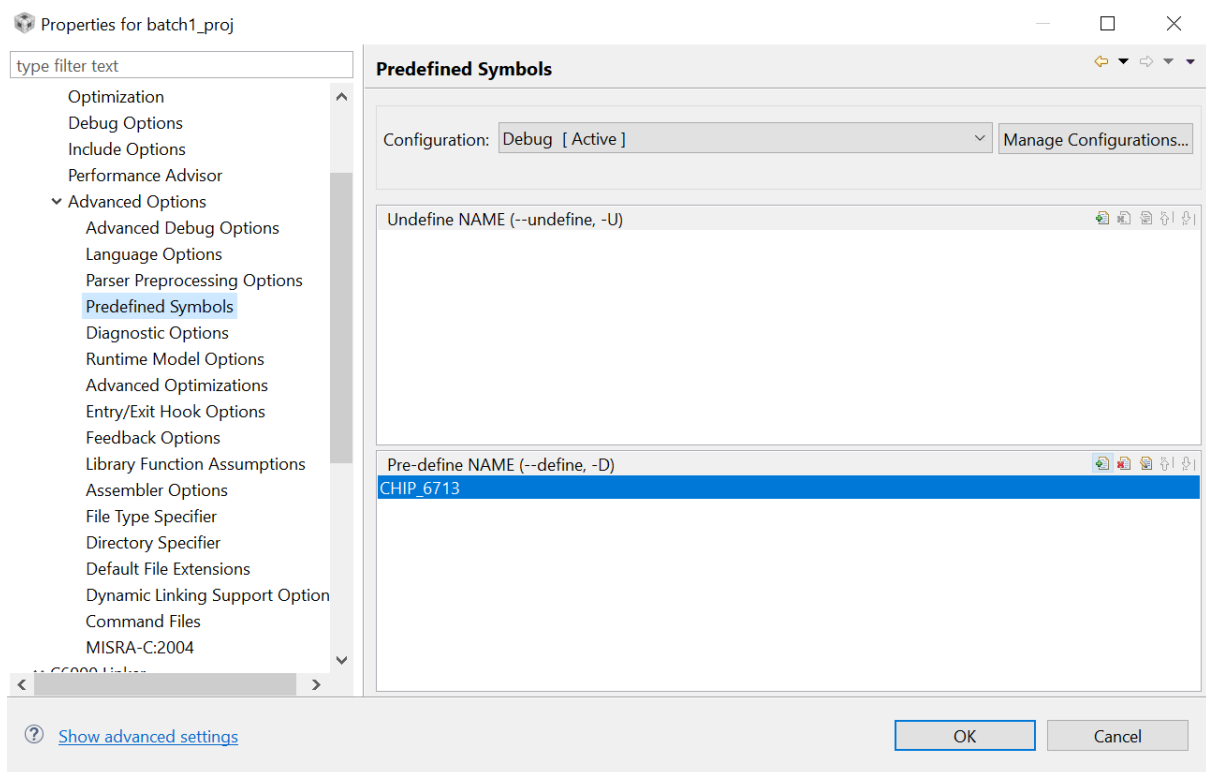 Properties for batch1_proj
type filter text
Optimization
Debug Options
Include Options
Performance Advisor
Advanced Options
Advanced Debug Options
Language Options
Parser Preprocessing Options
Predefined Symbols
Diagnostic Options
Runtime Model Options
Advanced Optimizations
Entry/Exit Hook Options
Feedback Options
Library Function Assumptions
Assembler Options
File Type Specifier
Directory Specifier
Default File Extensions
Dynamic Linking Support Option
Command Files
MISRA-C:2004
C6000 Linker
Predefined Symbols
Configuration: Debug [ Active ] Manage Configurations...
Undefine NAME (--undefine, -U)
Pre-define NAME (--define, -D)
CHIP_6713
Show advanced settings
OK Cancel